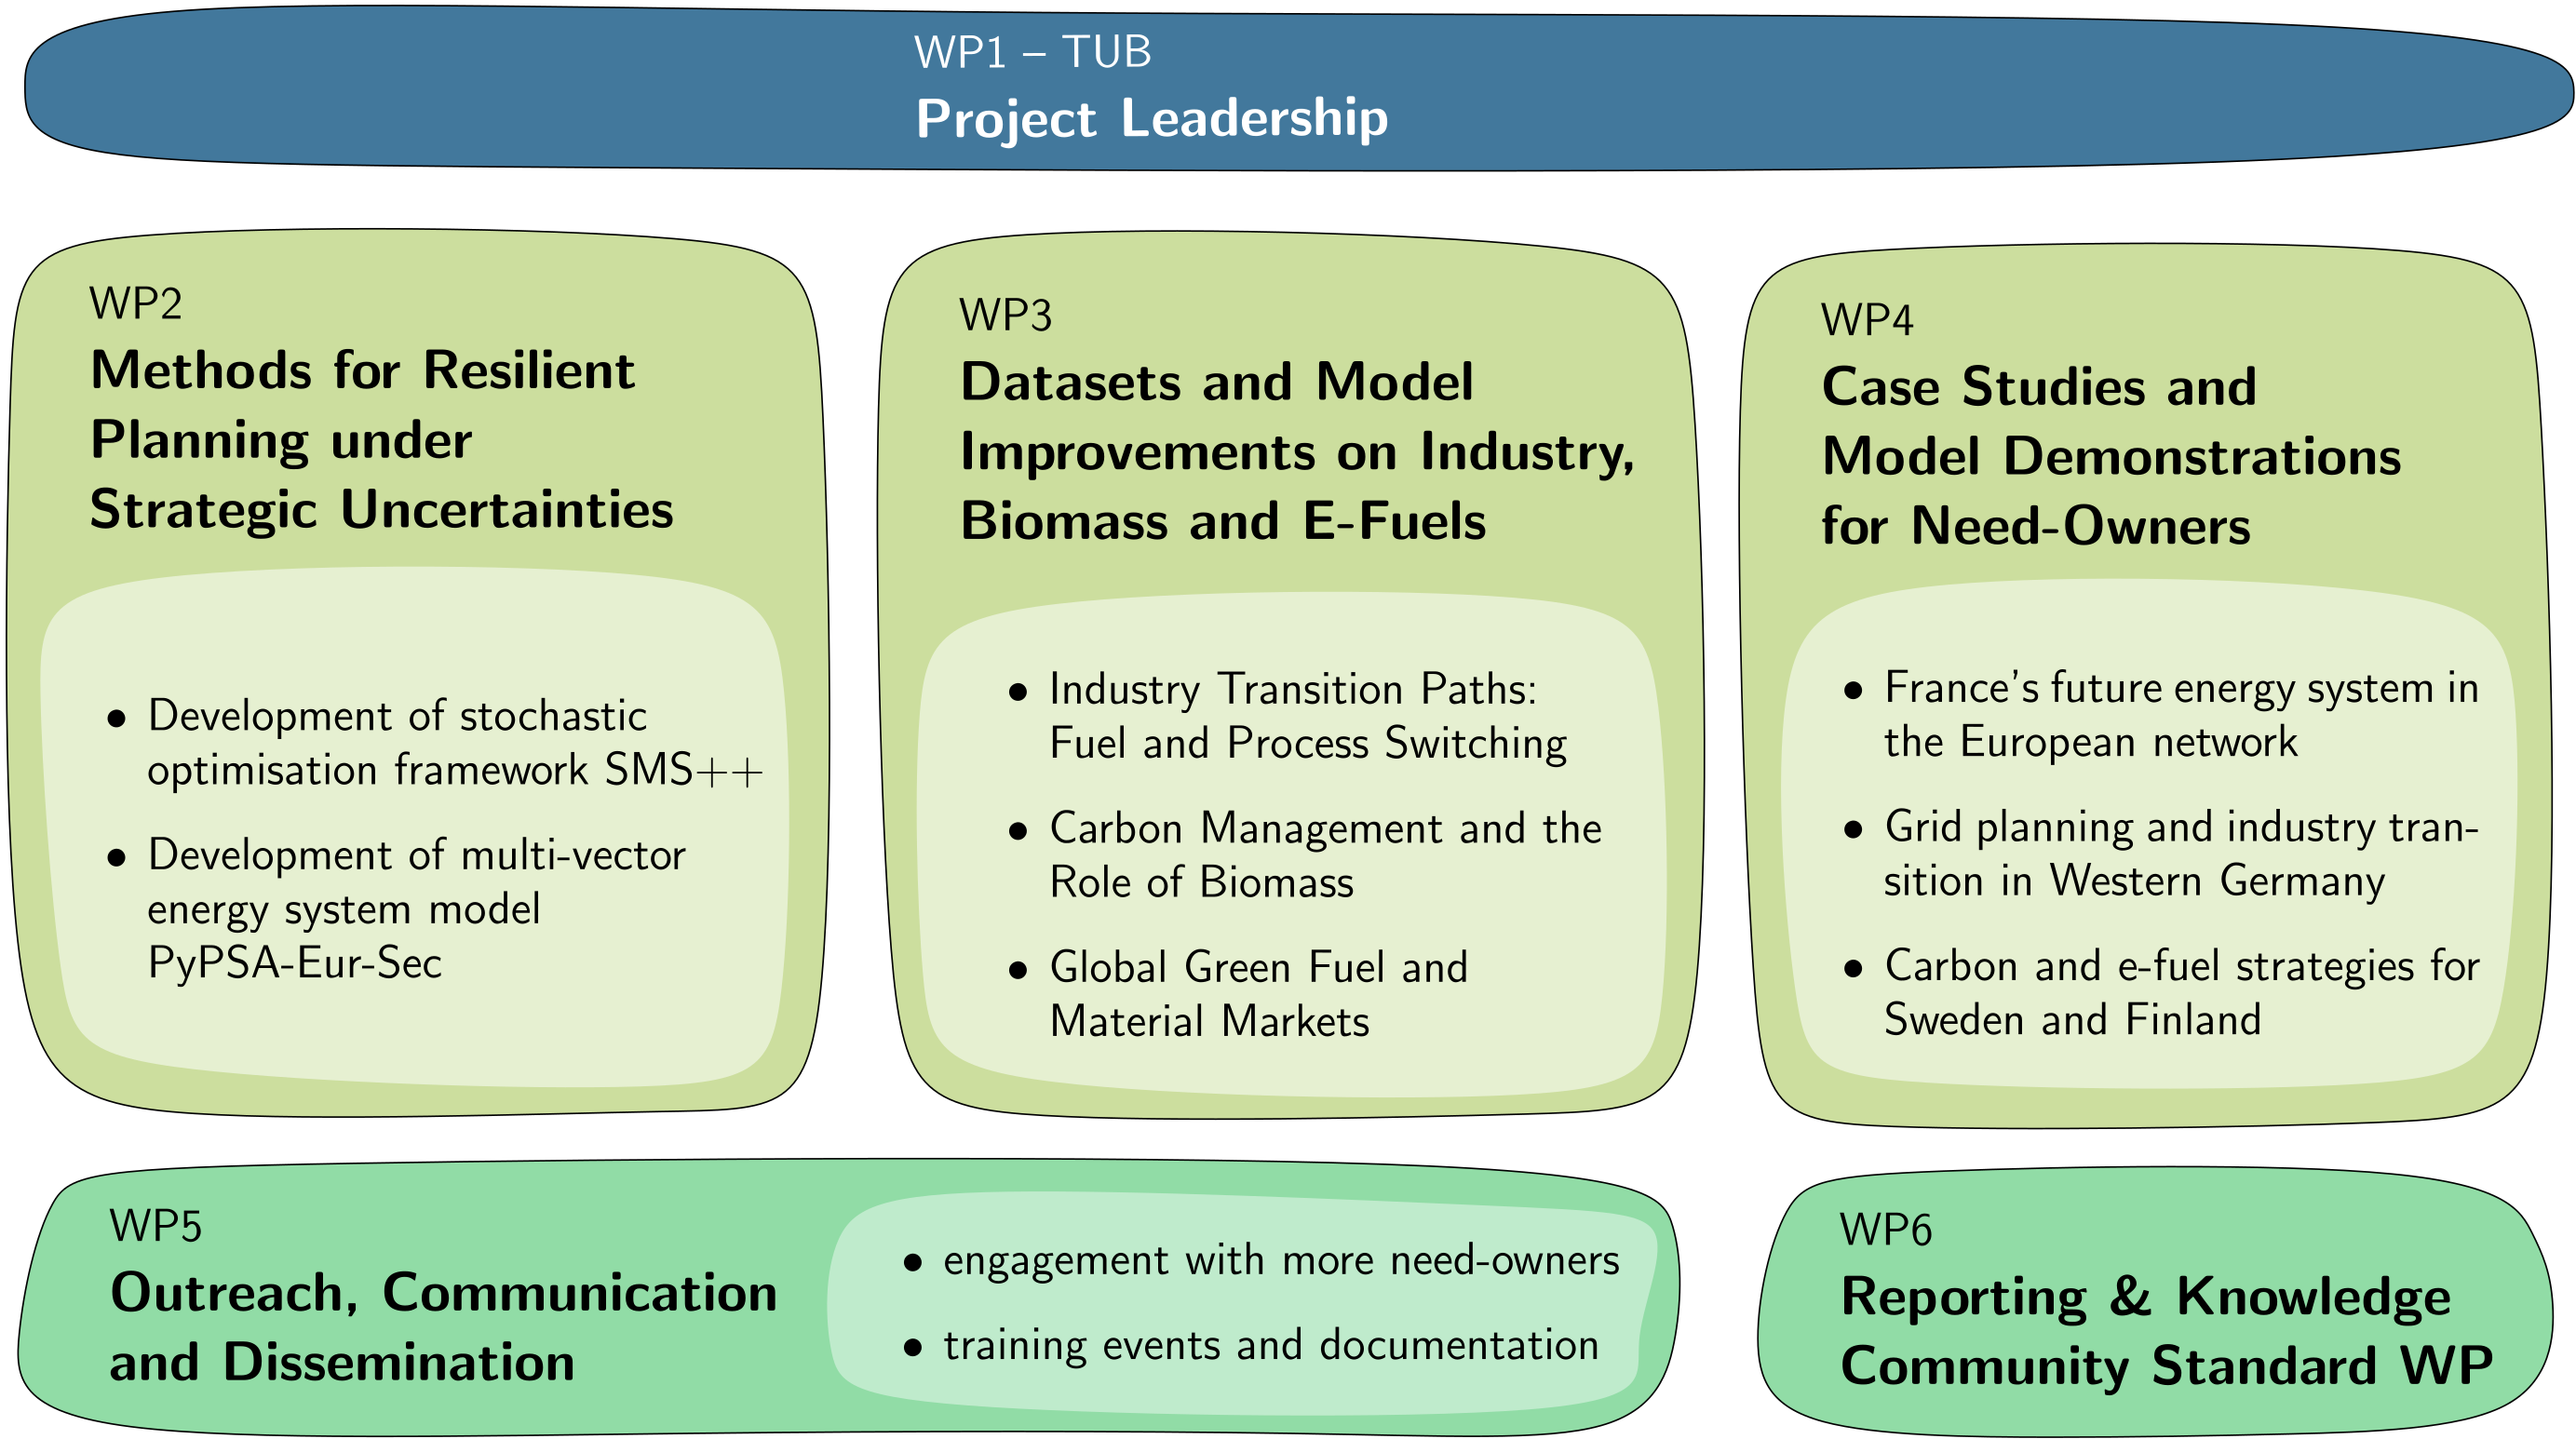 WP1 – TUB
Project Leadership
WP2
Methods for Resilient
Planning under
Strategic Uncertainties
• Development of stochastic
optimisation framework SMS++
• Development of multi-vector
energy system model
PyPSA-Eur-Sec
WP3
Datasets and Model
Improvements on Industry,
Biomass and E-Fuels
• Industry Transition Paths:
Fuel and Process Switching
• Carbon Management and the
Role of Biomass
• Global Green Fuel and
Material Markets
WP4
Case Studies and
Model Demonstrations
for Need-Owners
• France's future energy system in
the European network
• Grid planning and industry tran-
sition in Western Germany
• Carbon and e-fuel strategies for
Sweden and Finland
WP5
Outreach, Communication
and Dissemination
• engagement with more need-owners
• training events and documentation
WP6
Reporting & Knowledge
Community Standard WP